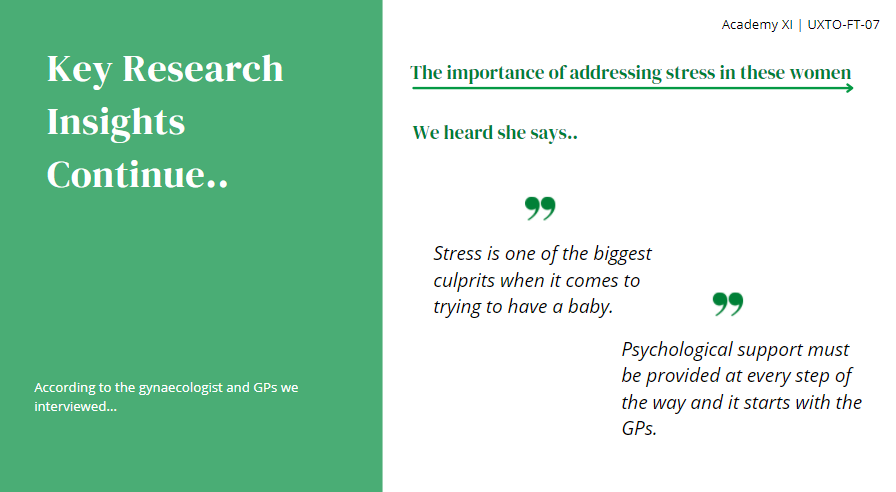 Academy XI | UXTO-FT-07
Key Research
Insights
Continue..
According to the gynaecologist and GPs we
interviewed...
The importance of addressing stress in these women
We heard she says..
”
Stress is one of the biggest
culprits when it comes to
trying to have a baby.
”
Psychological support must
be provided at every step of
the way and it starts with the
GPs.